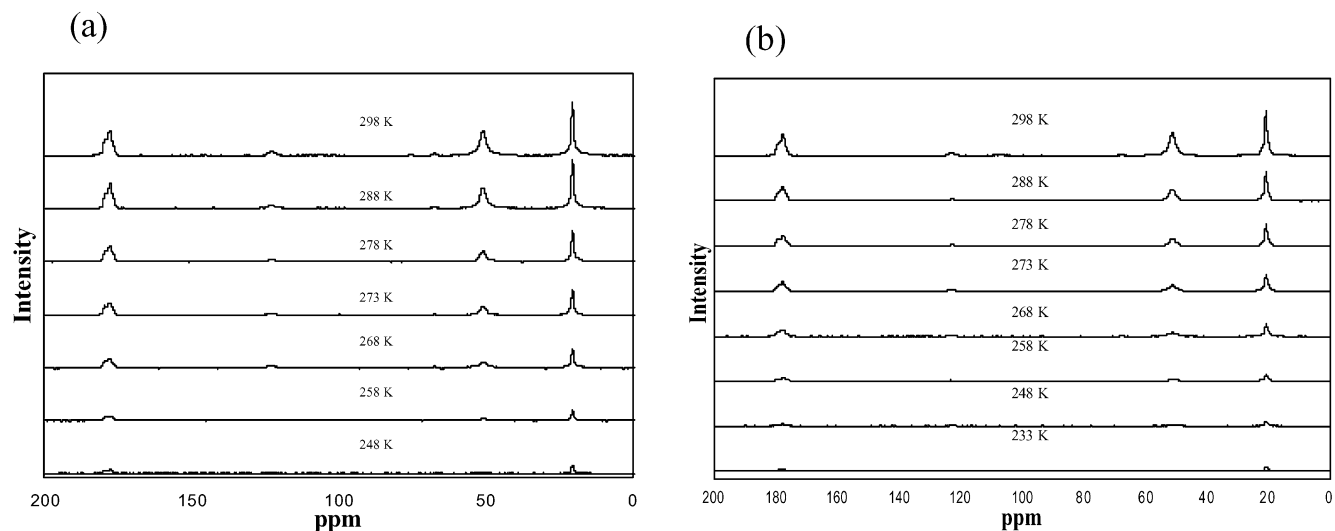 (a)
298 K
288 K
278 K
273 K
268 K
258 K
248 K
Intensity
200
150
100
50
0
ppm
(b)
298 K
288 K
278 K
273 K
268 K
258 K
248 K
233 K
Intensity
200
180
160
140
120
100
80
60
40
20
0
ppm